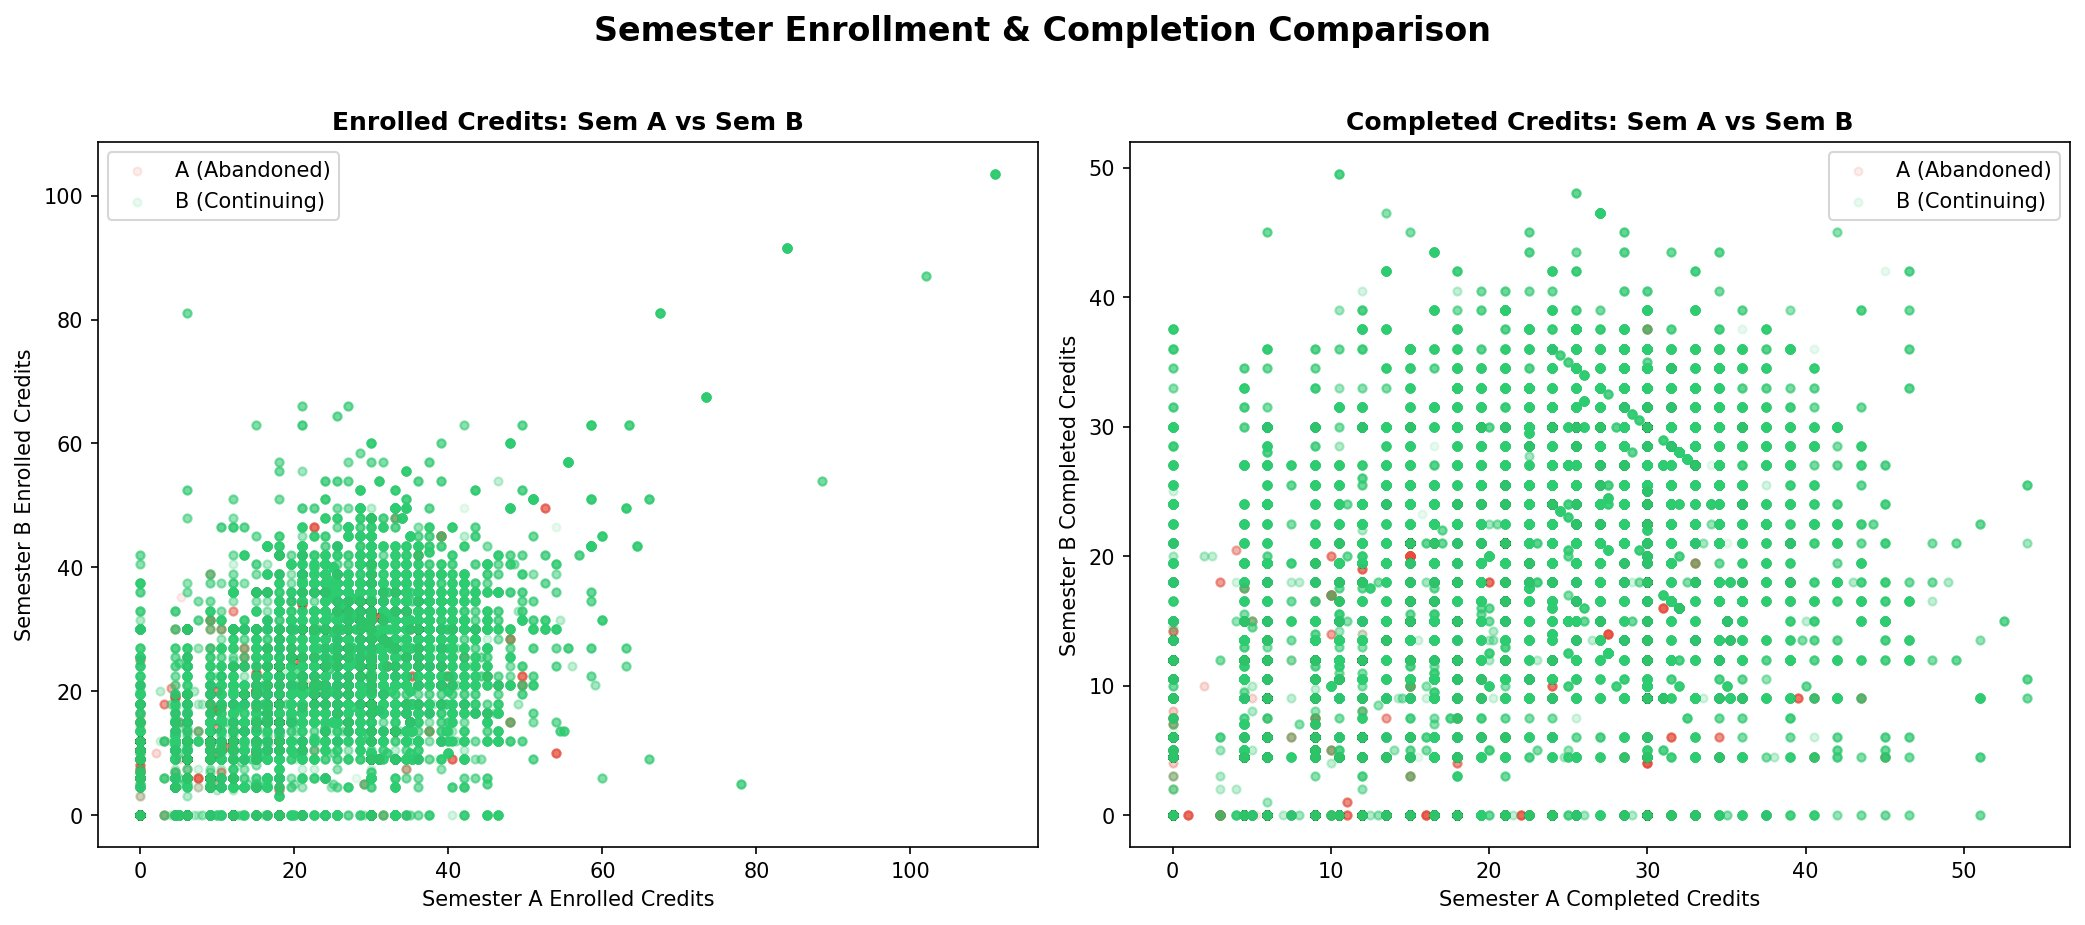 Semester Enrollment & Completion Comparison
Enrolled Credits: Sem A vs Sem B
A (Abandoned)
B (Continuing)
Semester B Enrolled Credits
100
80
60
40
20
0
0 20 40 60 80 100
Semester A Enrolled Credits
Completed Credits: Sem A vs Sem B
A (Abandoned)
B (Continuing)
Semester B Completed Credits
50
40
30
20
10
0
0 10 20 30 40 50
Semester A Completed Credits